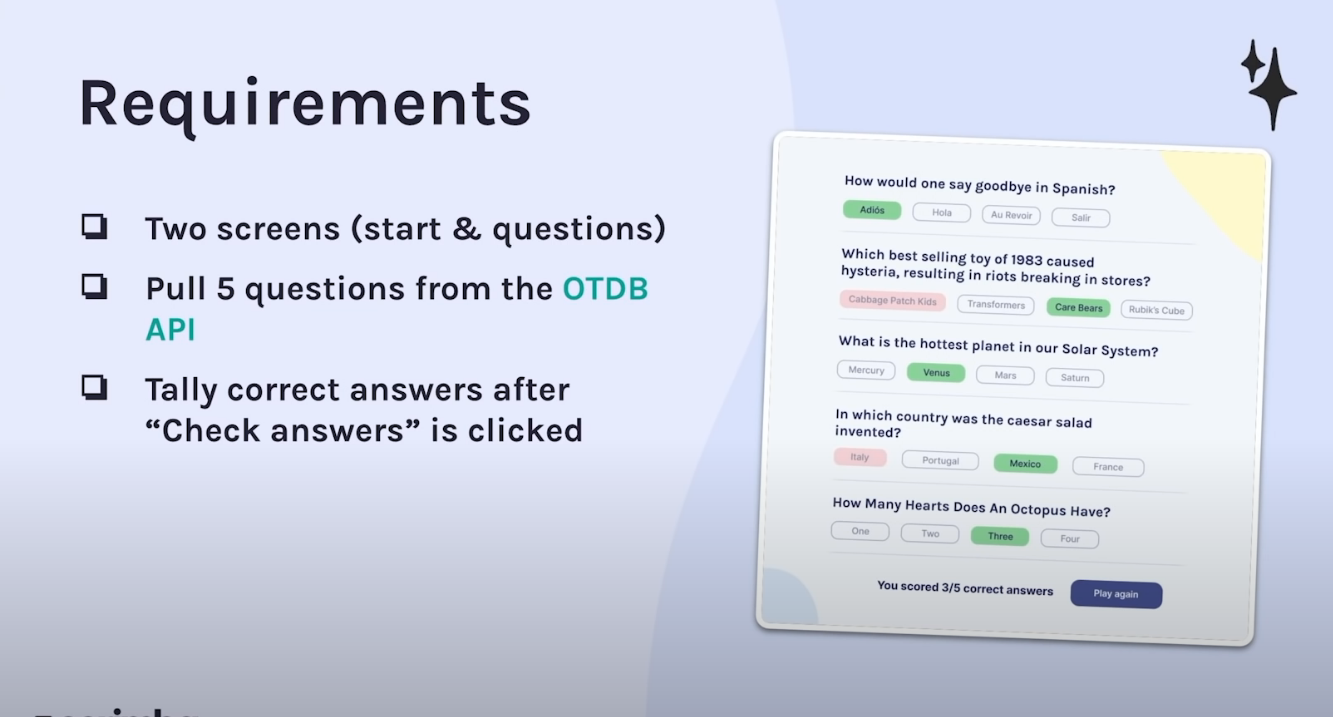 Requirements
Two screens (start & questions)
Pull 5 questions from the OTDB
API
Tally correct answers after
“Check answers” is clicked
How would one say goodbye in Spanish?
Adiós Hola Au Revoir Salir
Which best selling toy of 1983 caused
hysteria, resulting in riots breaking in stores?
Cabbage Patch Kids Transformers Care Bears Rubik's Cube
What is the hottest planet in our Solar System?
Mercury Venus Mars Saturn
In which country was the caesar salad
invented?
Italy Portugal Mexico France
How Many Hearts Does An Octopus Have?
One Two Three Four
You scored 3/5 correct answers Play again